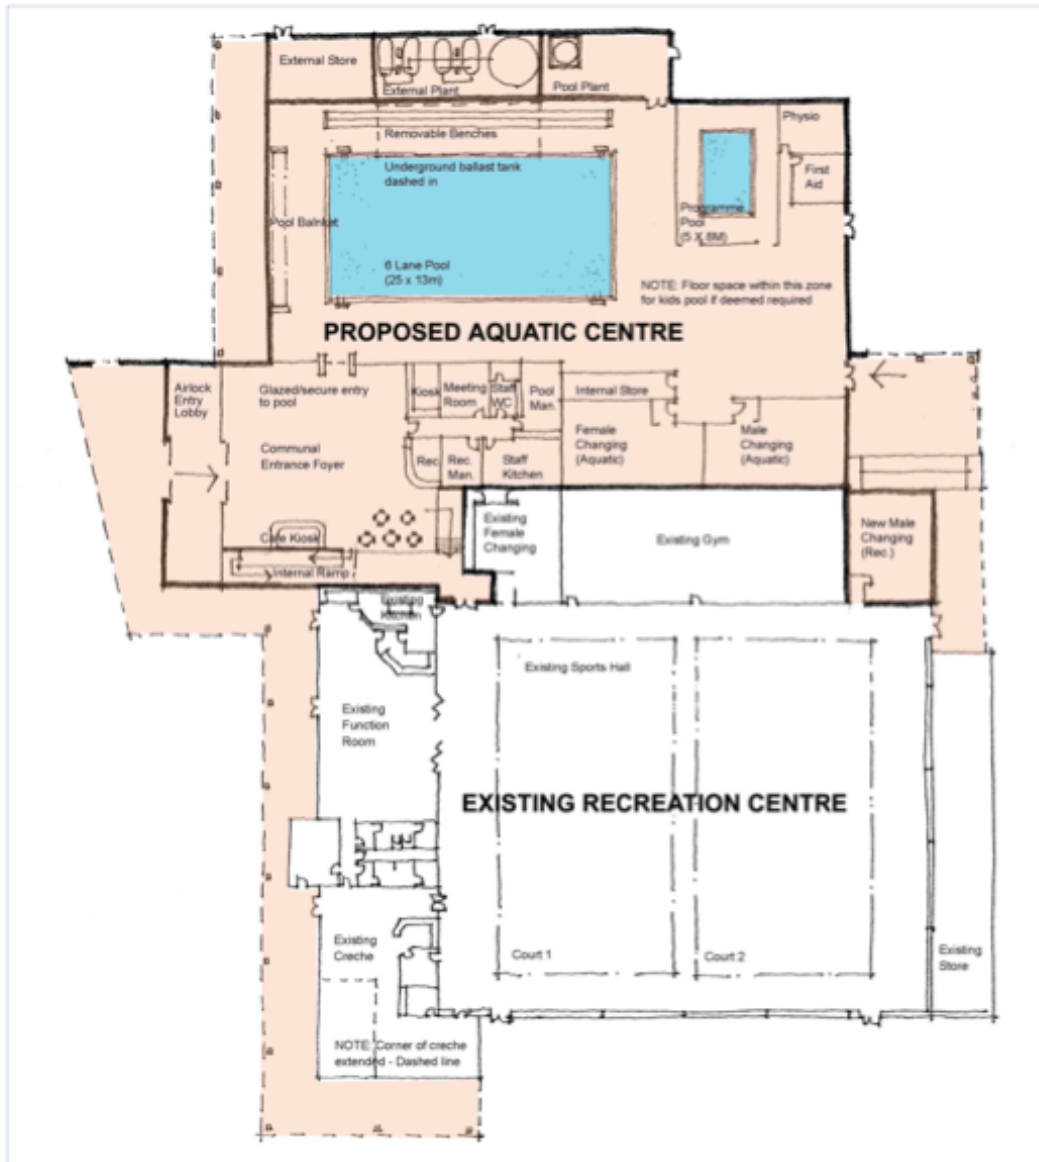 External Store
External Plant
Pool Plant
Removable Benches
Physio
Underground ballast tank
dashed in
First
Aid
Pool Balnket
Programme
Pool
(5 X 8M)
6 Lane Pool
(25 x 13m)
NOTE: Floor space within this zone
for kids pool if deemed required
PROPOSED AQUATIC CENTRE
Airlock
Entry
Lobby
Glazed/secure entry
to pool
Kiosk
Meeting
Room
Staff
WC
Pool
Man.
Internal Store
Communal
Entrance Foyer
Female
Changing
(Aquatic)
Male
Changing
(Aquatic)
Rec
Rec.
Man.
Staff
Kitchen
Existing
Female
Changing
Existing Gym
New Male
Changing
(Rec.)
Cafe Kiosk
Internal Ramp
Existing
Kitchen
Existing Sports Hall
Existing
Function
Room
EXISTING RECREATION CENTRE
Existing
Creche
Court 1
Court 2
Existing
Store
NOTE: Corner of creche
extended - Dashed line